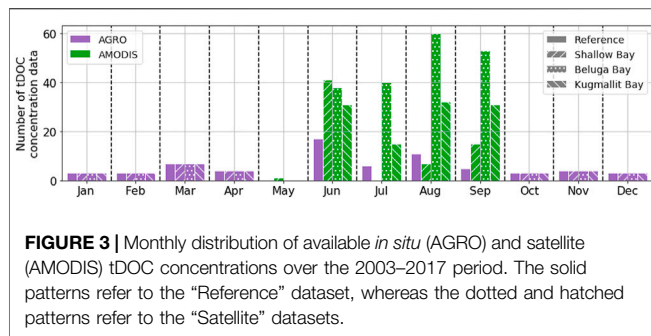 AGRO
AMODIS
Reference
Shallow Bay
Beluga Bay
Kugmallit Bay
Number of tDOC
concentration data
60
40
20
0
Jan Feb Mar Apr May Jun Jul Aug Sep Oct Nov Dec
FIGURE 3 | Monthly distribution of available in situ (AGRO) and satellite
(AMODIS) tDOC concentrations over the 2003–2017 period. The solid
patterns refer to the “Reference” dataset, whereas the dotted and hatched
patterns refer to the “Satellite” datasets.